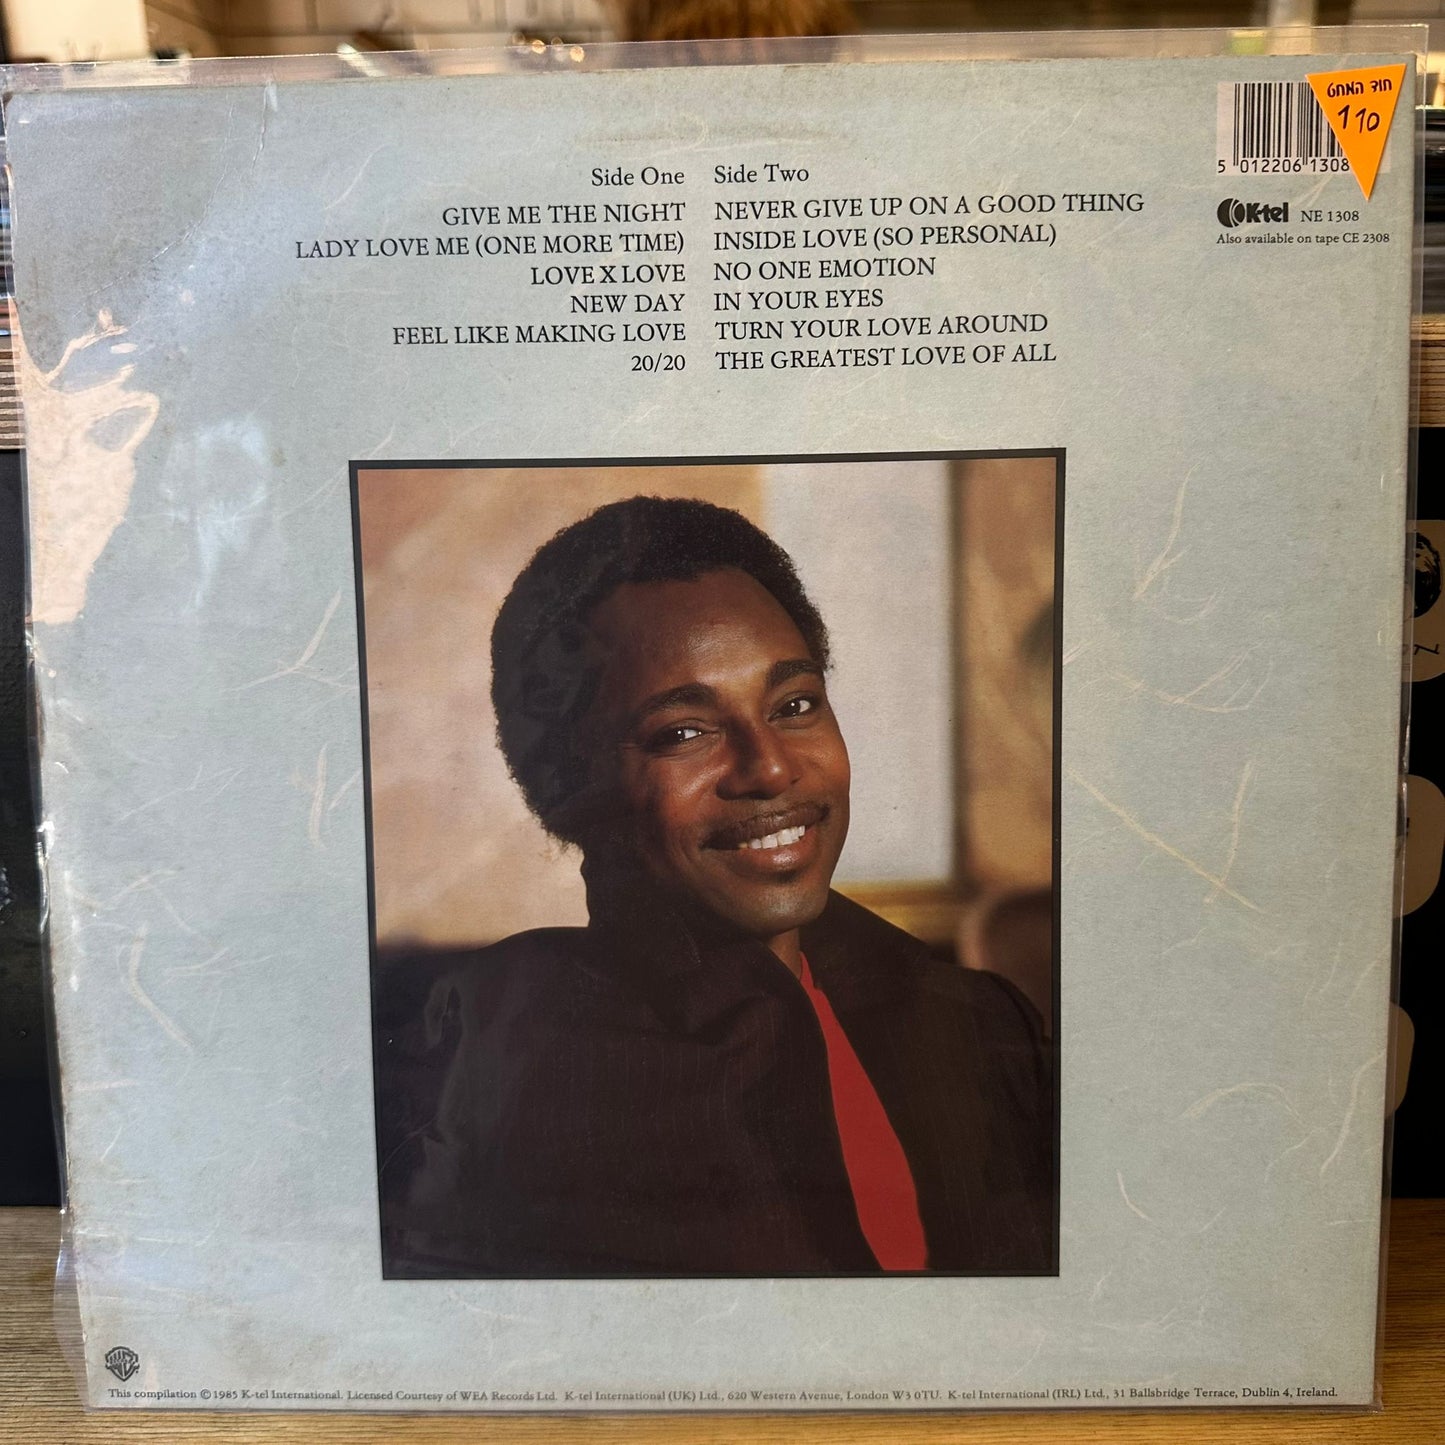 חוד המחט
110
5 012206 1308
K-tel NE 1308
Also available on tape CE 2308
Side One
GIVE ME THE NIGHT
LADY LOVE ME (ONE MORE TIME)
LOVE X LOVE
NEW DAY
FEEL LIKE MAKING LOVE
20/20
Side Two
NEVER GIVE UP ON A GOOD THING
INSIDE LOVE (SO PERSONAL)
NO ONE EMOTION
IN YOUR EYES
TURN YOUR LOVE AROUND
THE GREATEST LOVE OF ALL
This compilation ©1985 K-tel International. Licensed Courtesy of WEA Records Ltd. K-tel International (UK) Ltd., 620 Western Avenue, London W3 0TU. K-tel International (IRL) Ltd., 31 Ballsbridge Terrace, Dublin 4, Ireland.